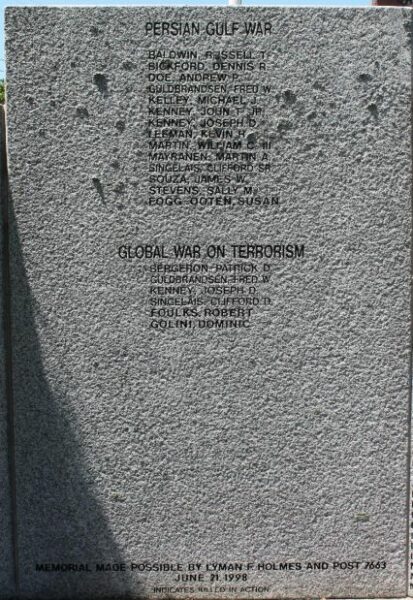 PERSIAN GULF WAR
BALDWIN, RUSSELL T.
BICKFORD, DENNIS R.
DOE, ANDREW P.
GULDBRANDSEN, FRED W.
KELLEY, MICHAEL J.
KENNEY, JOHN T. JR.
KENNEY, JOSEPH D.
LEEMAN, KEVIN H.
MARTIN, WILLIAM C. III
MAYRANEN, MARTIN A.
SINGELAIS, CLIFFORD SR.
SOUZA, JAMES W.
STEVENS, SALLY M.
FOGG OOTEN, SUSAN
GLOBAL WAR ON TERRORISM
BERGERON, PATRICK D.
GULDBRANDSEN, FRED W.
KENNEY, JOSEPH D.
SINGELAIS, CLIFFORD D.
FOULKS, ROBERT
GOLINI, DOMINIC
MEMORIAL MADE POSSIBLE BY LYMAN F. HOLMES AND POST 7663
JUNE 21, 1998
INDICATES KILLED IN ACTION